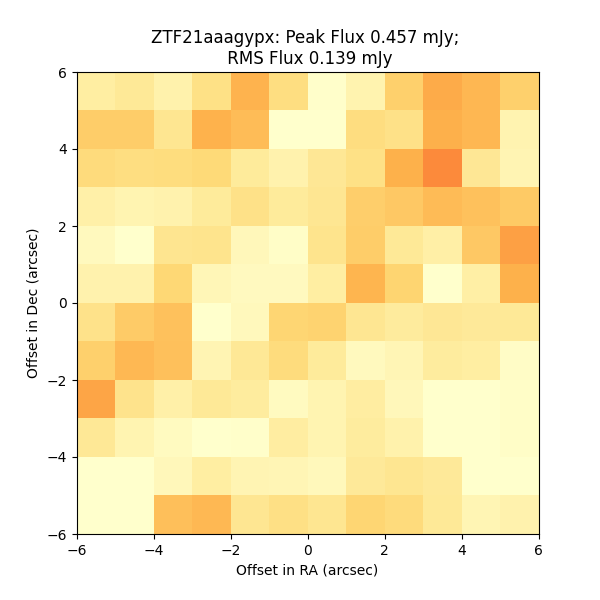 ZTF21aaagypx: Peak Flux 0.457 mJy;
RMS Flux 0.139 mJy
6
4
2
0
−2
−4
−6
Offset in Dec (arcsec)
−6 −4 −2 0 2 4 6
Offset in RA (arcsec)